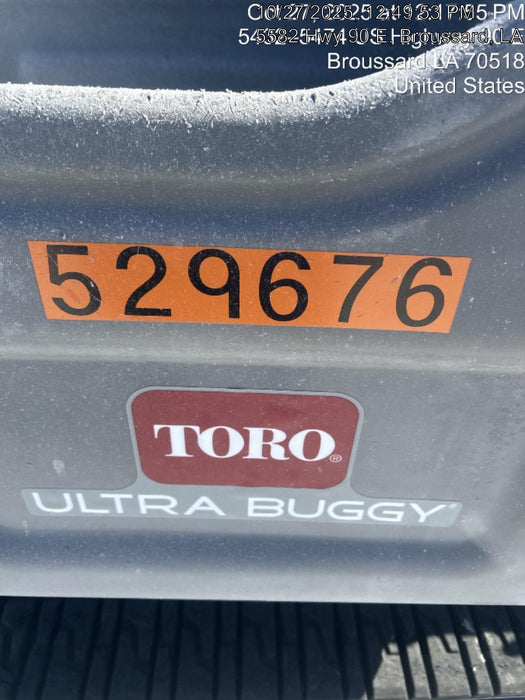 Broussard LA 70518
United States
529676
TORO®
ULTRA BUGGY®